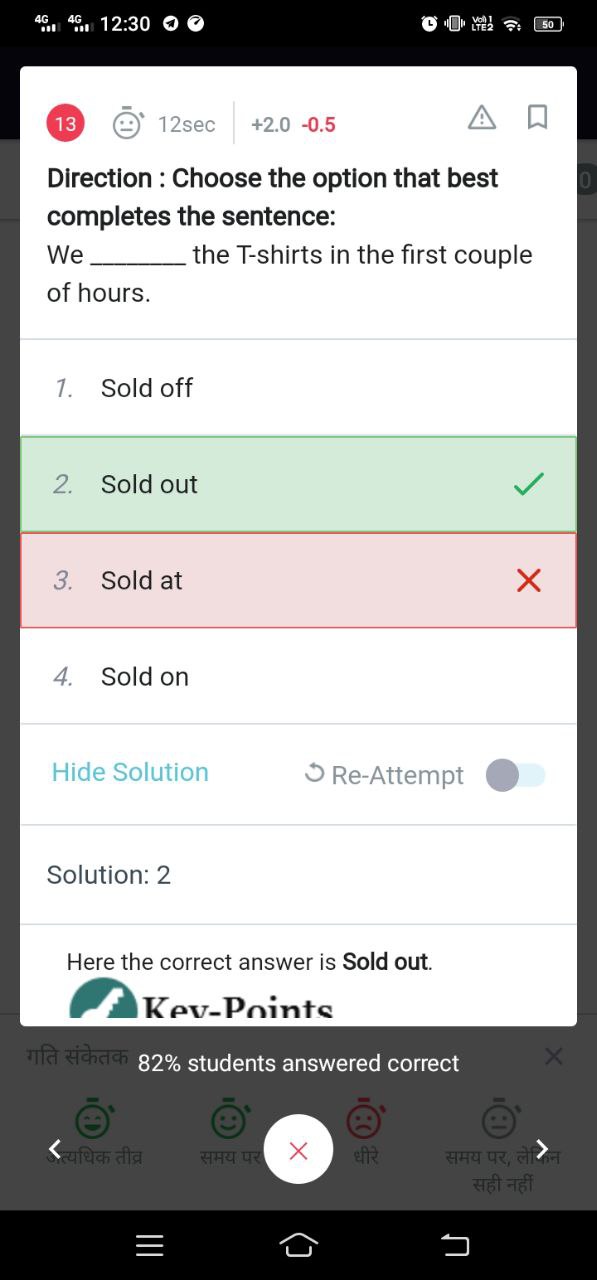 4G 4G 12:30 Vo) 1 LTE2 50
13 12sec +2.0 -0.5
0
Direction : Choose the option that best
completes the sentence:
We ________ the T-shirts in the first couple
of hours.
1. Sold off
2. Sold out
3. Sold at
4. Sold on
Hide Solution Re-Attempt
Solution: 2
Here the correct answer is Sold out.
Key-Points
गति संकेतक 82% students answered correct
अत्यधिक तीव्र समय पर धीरे समय पर, लेकिन
सही नहीं